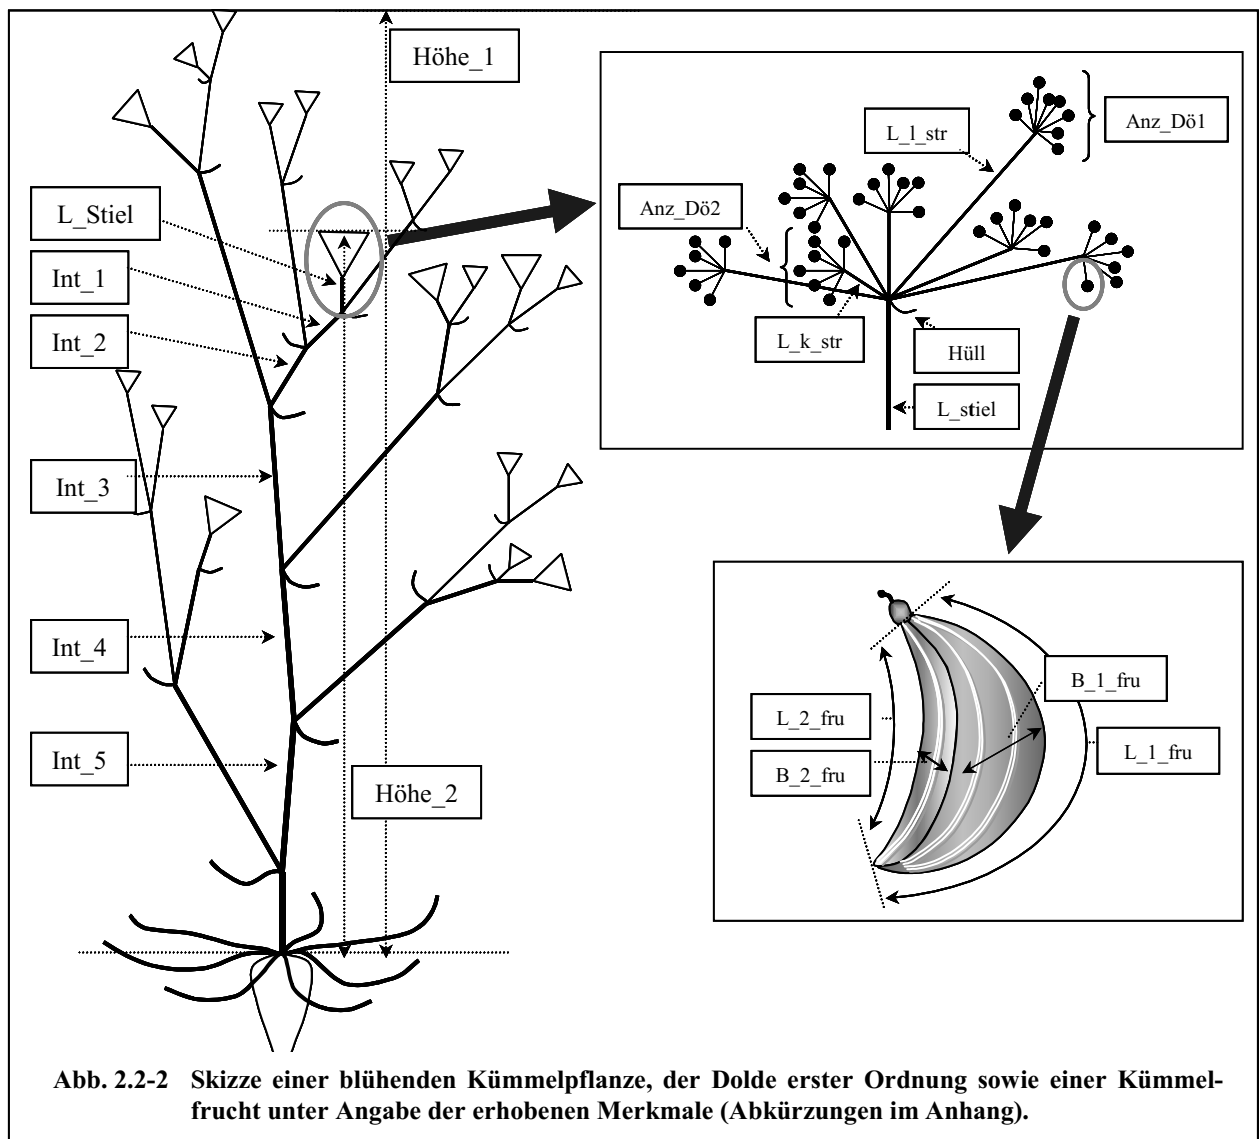 Höhe_1
L_Stiel
Int_1
Int_2
Int_3
Int_4
Int_5
Höhe_2
L_l_str
Anz_Dö1
Anz_Dö2
L_k_str
Hüll
L_stiel
B_1_fru
L_2_fru
L_1_fru
B_2_fru
Abb. 2.2-2 Skizze einer blühenden Kümmelpflanze, der Dolde erster Ordnung sowie einer Kümmel-
frucht unter Angabe der erhobenen Merkmale (Abkürzungen im Anhang).